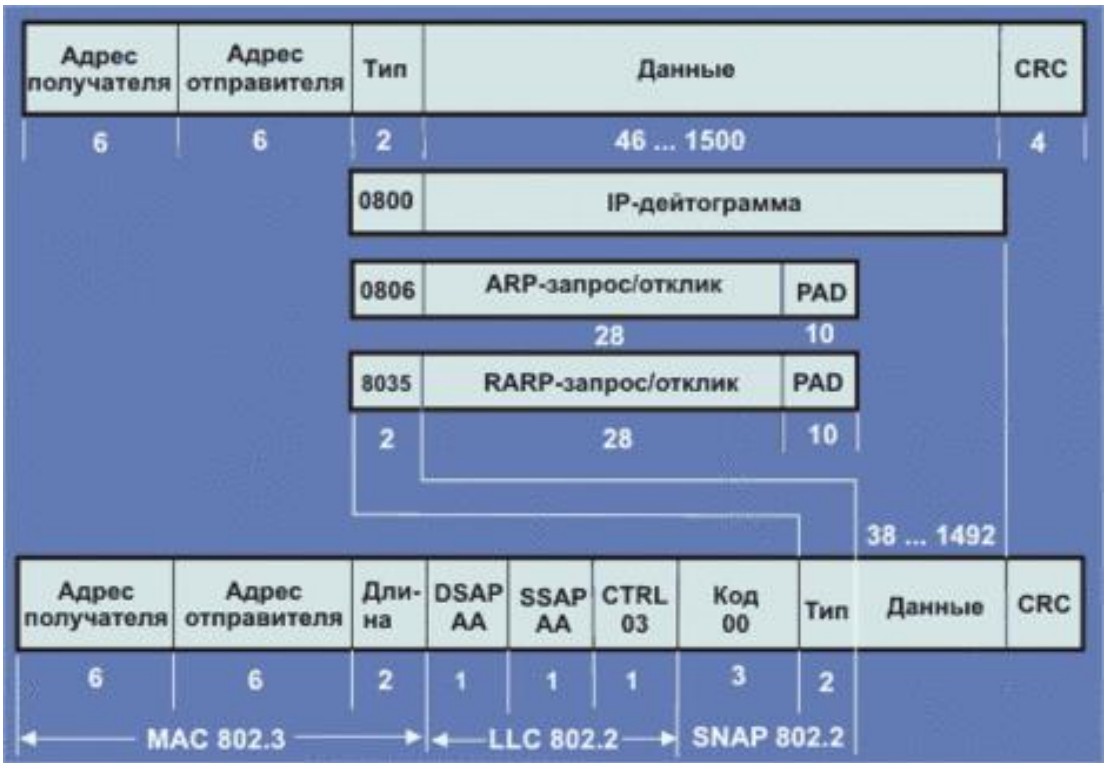 Адрес получателя Адрес отправителя Тип Данные CRC
6 6 2 46 ... 1500 4
0800 IP-дейтограмма
0806 ARP-запрос/отклик PAD
28 10
8035 RARP-запрос/отклик PAD
2 28 10
38 ... 1492
Адрес получателя Адрес отправителя Дли-на DSAP AA SSAP AA CTRL 03 Код 00 Тип Данные CRC
6 6 2 1 1 1 3 2
MAC 802.3 LLC 802.2 SNAP 802.2